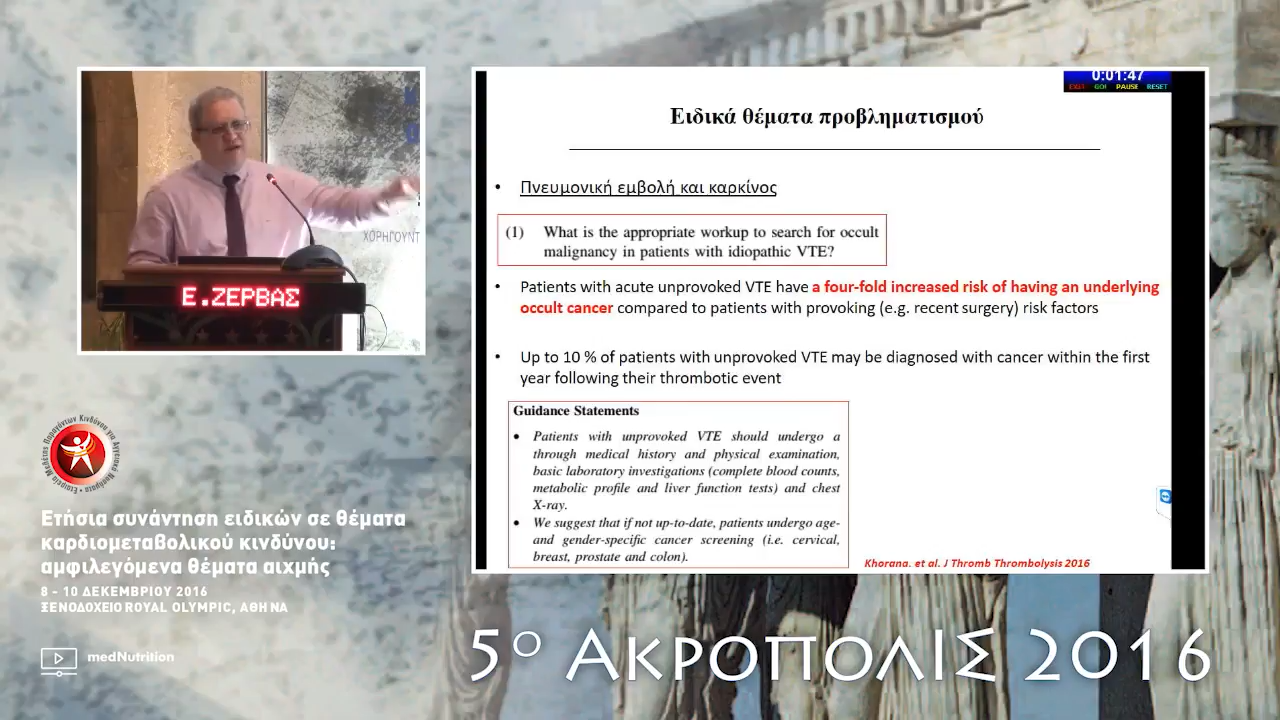 ΧΟΡΗΓΟΥΝΤ
Ε.ΖΕΡΒΑΣ
Εταιρεία Μελέτης Παραγόντων Κινδύνου για Αγγειακά Νοσήματα
Ετήσια συνάντηση ειδικών σε θέματα
καρδιομεταβολικού κινδύνου:
αμφιλεγόμενα θέματα αιχμής
8 - 10 ΔΕΚΕΜΒΡΙΟΥ 2016
ΞΕΝΟΔΟΧΕΙΟ ROYAL OLYMPIC, ΑΘΗΝΑ
medNutrition
0:01:47
EXIT GO! PAUSE RESET
Ειδικά θέματα προβληματισμού
• Πνευμονική εμβολή και καρκίνος
(1) What is the appropriate workup to search for occult
malignancy in patients with idiopathic VTE?
• Patients with acute unprovoked VTE have a four-fold increased risk of having an underlying
occult cancer compared to patients with provoking (e.g. recent surgery) risk factors
• Up to 10 % of patients with unprovoked VTE may be diagnosed with cancer within the first
year following their thrombotic event
Guidance Statements
• Patients with unprovoked VTE should undergo a
through medical history and physical examination,
basic laboratory investigations (complete blood counts,
metabolic profile and liver function tests) and chest
X-ray.
• We suggest that if not up-to-date, patients undergo age-
and gender-specific cancer screening (i.e. cervical,
breast, prostate and colon).
Khorana. et al. J Thromb Thrombolysis 2016
5ο ΑΚΡΟΠΟΛΙΣ 2016